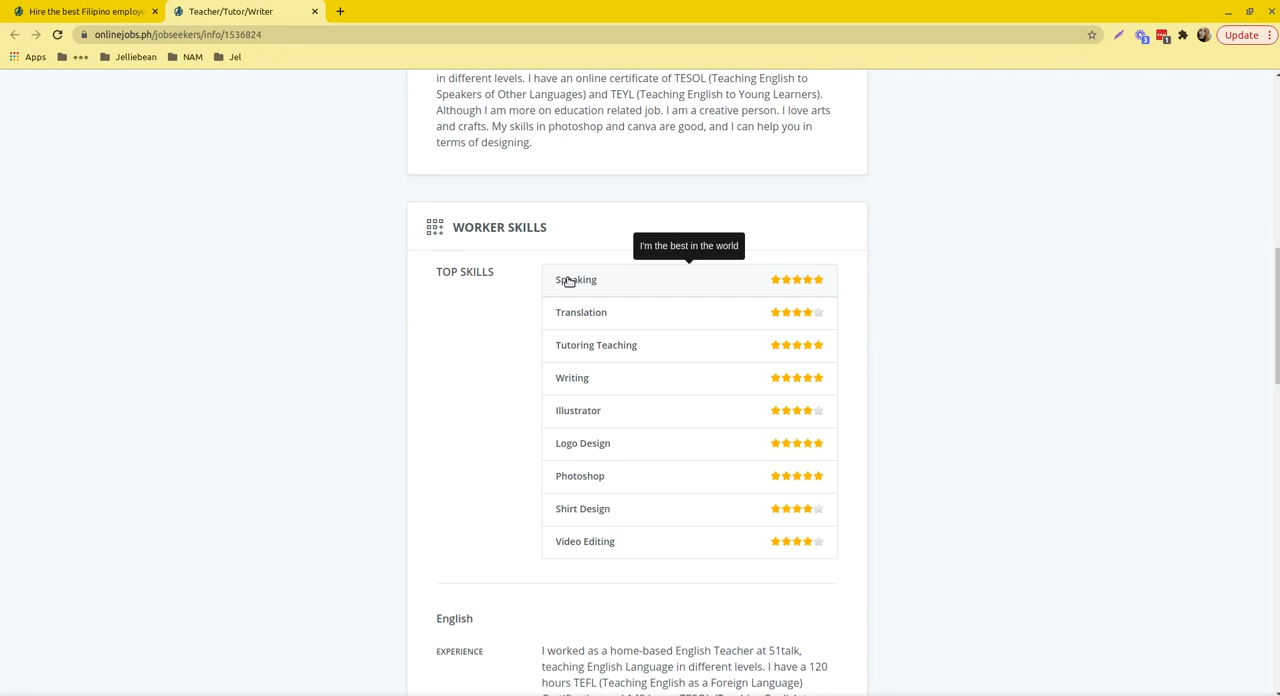 Hire the best Filipino employe
Teacher/Tutor/Writer
onlinejobs.ph/jobseekers/info/1536824
Update
Apps
***
Jelliebean
NAM
Jel
in different levels. I have an online certificate of TESOL (Teaching English to
Speakers of Other Languages) and TEYL (Teaching English to Young Learners).
Although I am more on education related job. I am a creative person. I love arts
and crafts. My skills in photoshop and canva are good, and I can help you in
terms of designing.
WORKER SKILLS
I'm the best in the world
TOP SKILLS
Speaking
Translation
Tutoring Teaching
Writing
Illustrator
Logo Design
Photoshop
Shirt Design
Video Editing
English
EXPERIENCE
I worked as a home-based English Teacher at 51talk,
teaching English Language in different levels. I have a 120
hours TEFL (Teaching English as a Foreign Language)